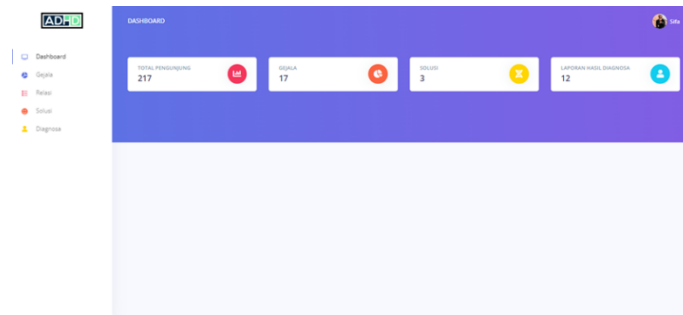 ADHD
DASHBOARD
Sifa
Dashboard
Gejala
Relasi
Solusi
Diagnosa
TOTAL PENGUNJUNG
217
GEJALA
17
SOLUSI
3
LAPORAN HASIL DIAGNOSA
12